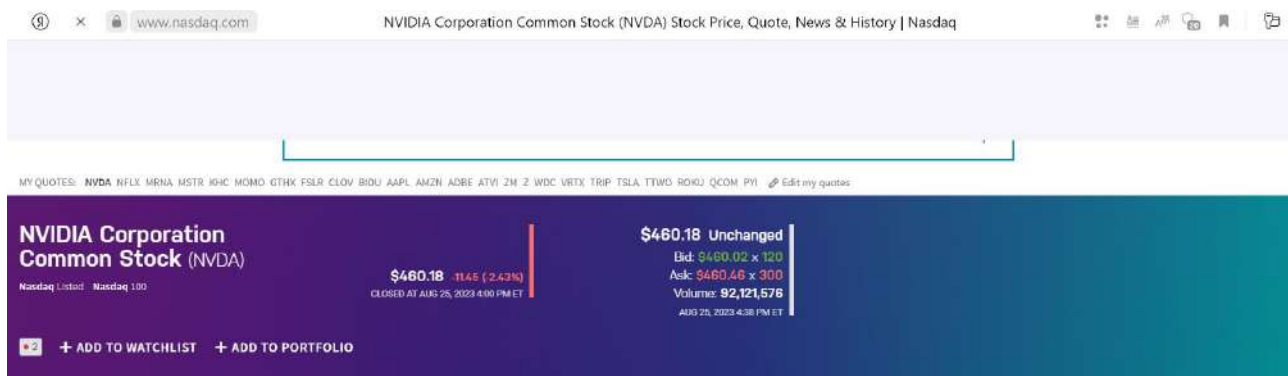 www.nasdaq.com
NVIDIA Corporation Common Stock (NVDA) Stock Price, Quote, News & History | Nasdaq
MY QUOTES: NVDA NFLX MRNA MSTR KHC MOMO GTHX FSLR CLOV BIDU AAPL AMZN ADBE ATVI ZM Z WDC VRTX TRIP TSLA TTWO ROKU QCOM PYI Edit my quotes
NVIDIA Corporation
Common Stock (NVDA)
Nasdaq Listed Nasdaq 100
$460.18 -11.45 (-2.43%)
CLOSED AT AUG 25, 2023 4:00 PM ET
$460.18 Unchanged
Bid: $460.02 x 120
Ask: $460.46 x 300
Volume: 92,121,576
AUG 25, 2023 4:38 PM ET
2 + ADD TO WATCHLIST + ADD TO PORTFOLIO